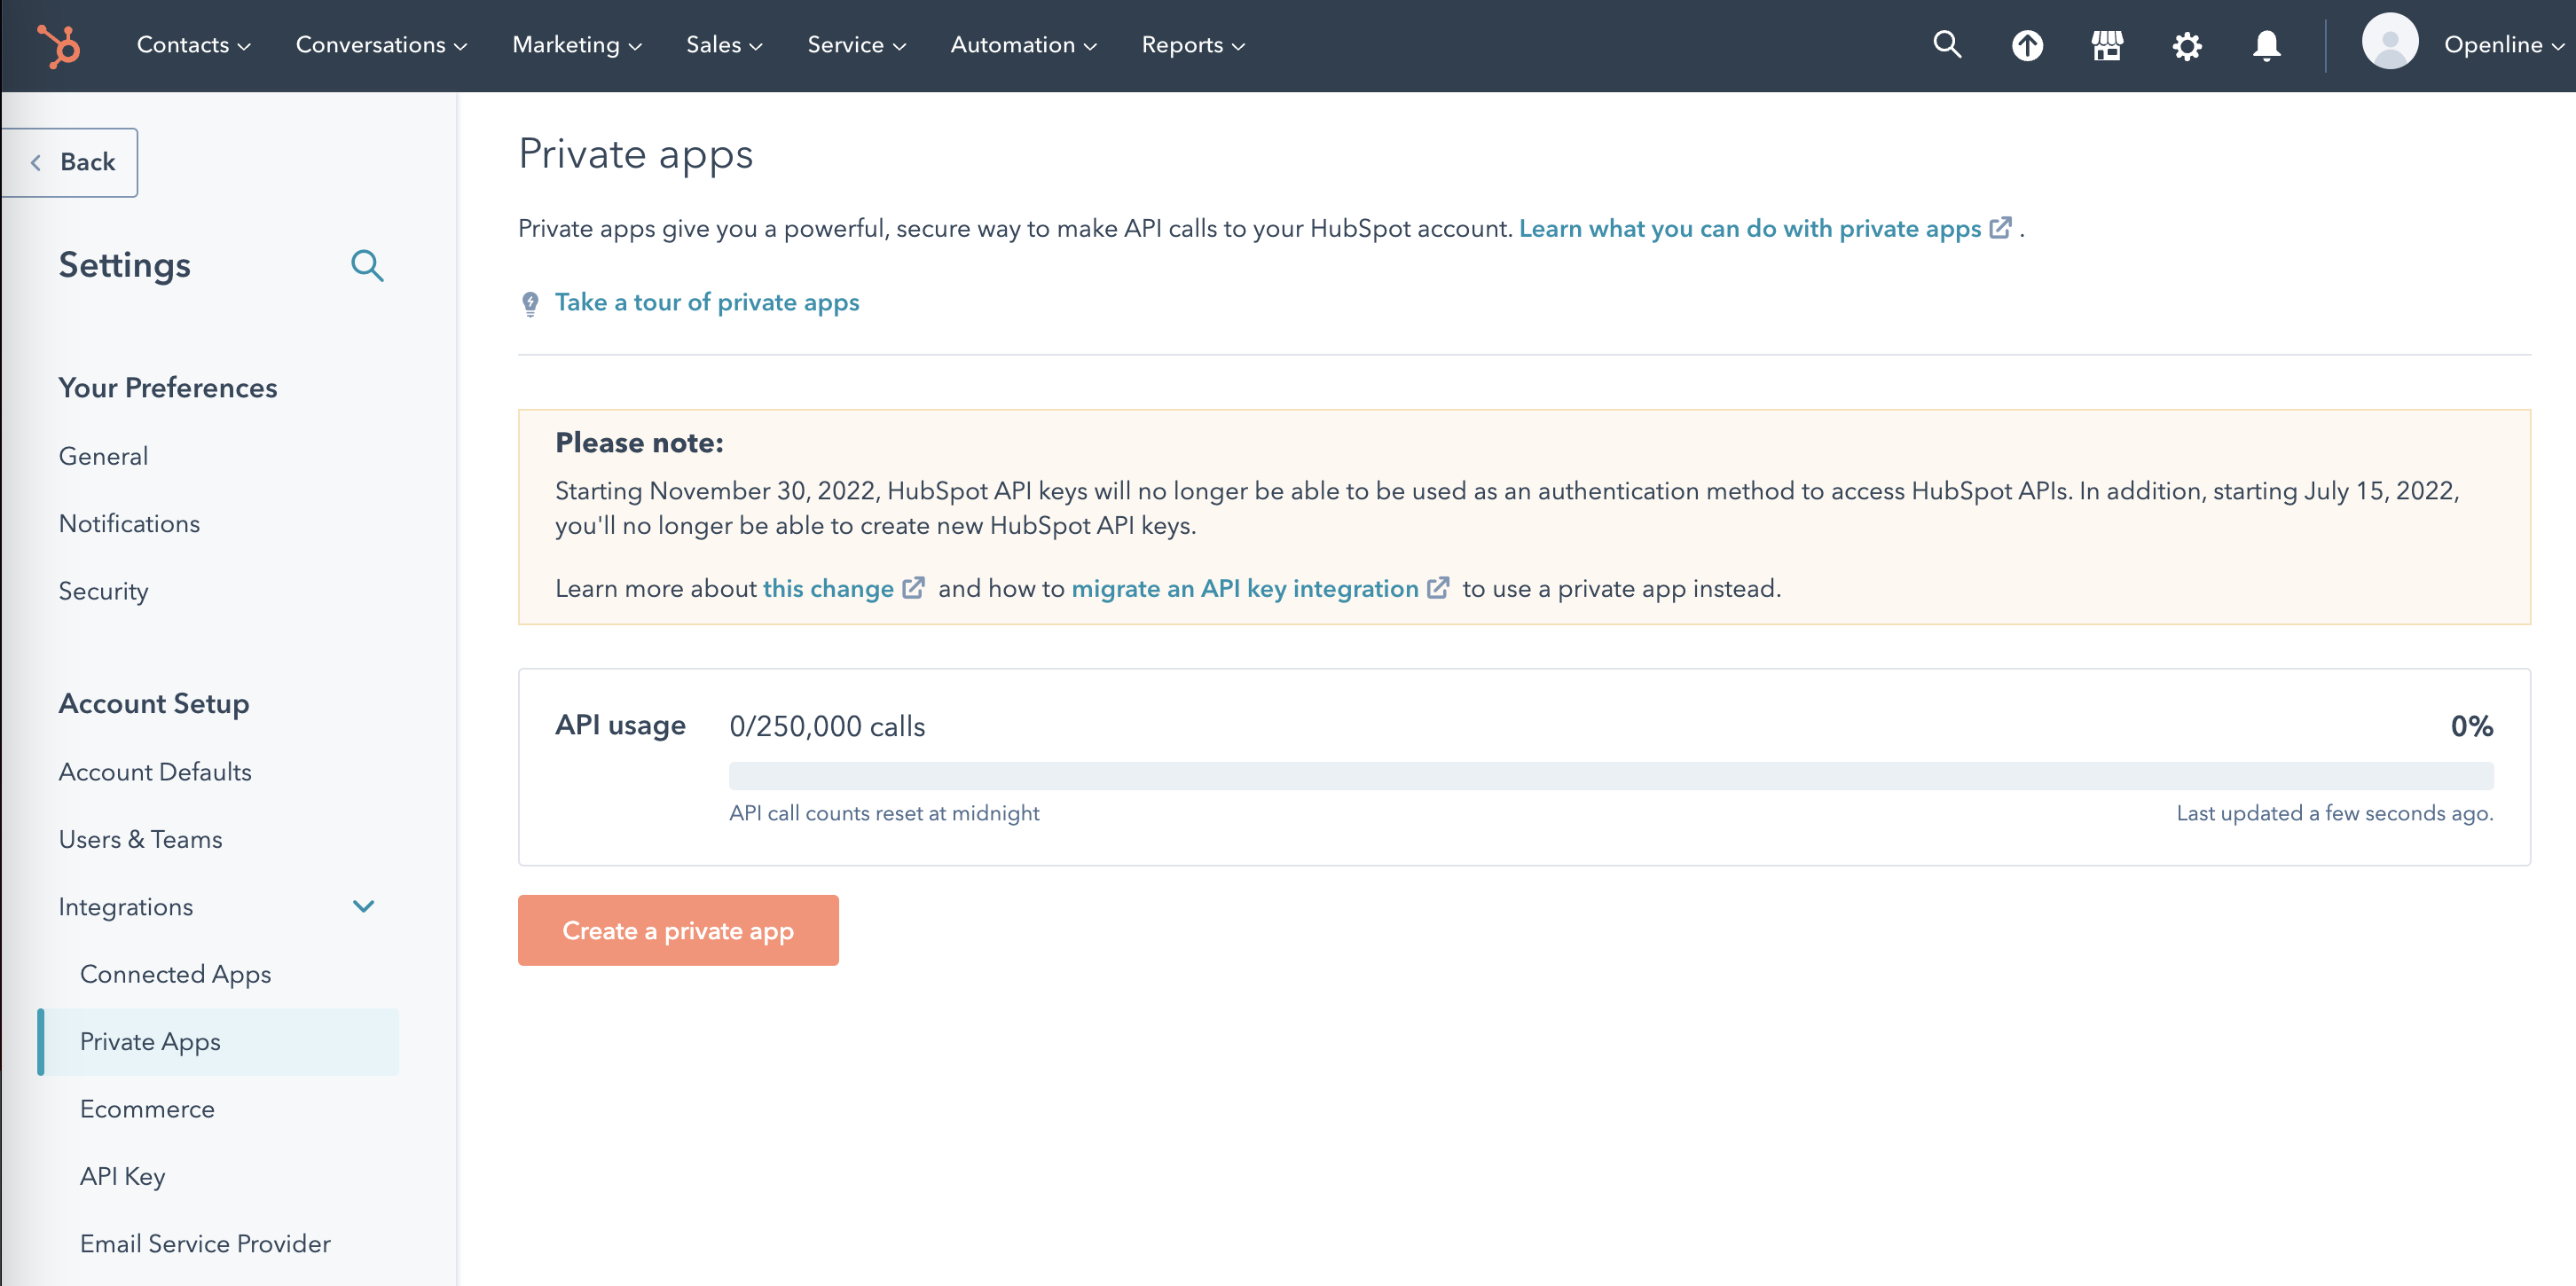 Contacts
Conversations
Marketing
Sales
Service
Automation
Reports
Openline
Back
Settings
Your Preferences
General
Notifications
Security
Account Setup
Account Defaults
Users & Teams
Integrations
Connected Apps
Private Apps
Ecommerce
API Key
Email Service Provider
Private apps
Private apps give you a powerful, secure way to make API calls to your HubSpot account. Learn what you can do with private apps .
Take a tour of private apps
Please note:
Starting November 30, 2022, HubSpot API keys will no longer be able to be used as an authentication method to access HubSpot APIs. In addition, starting July 15, 2022,
you'll no longer be able to create new HubSpot API keys.
Learn more about this change and how to migrate an API key integration to use a private app instead.
API usage
0/250,000 calls
0%
API call counts reset at midnight
Last updated a few seconds ago.
Create a private app